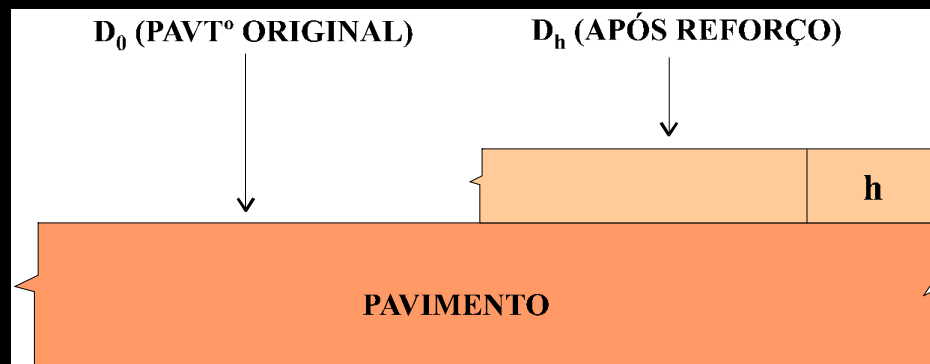 D₀ (PAVTº ORIGINAL)
Dₕ (APÓS REFORÇO)
h
PAVIMENTO